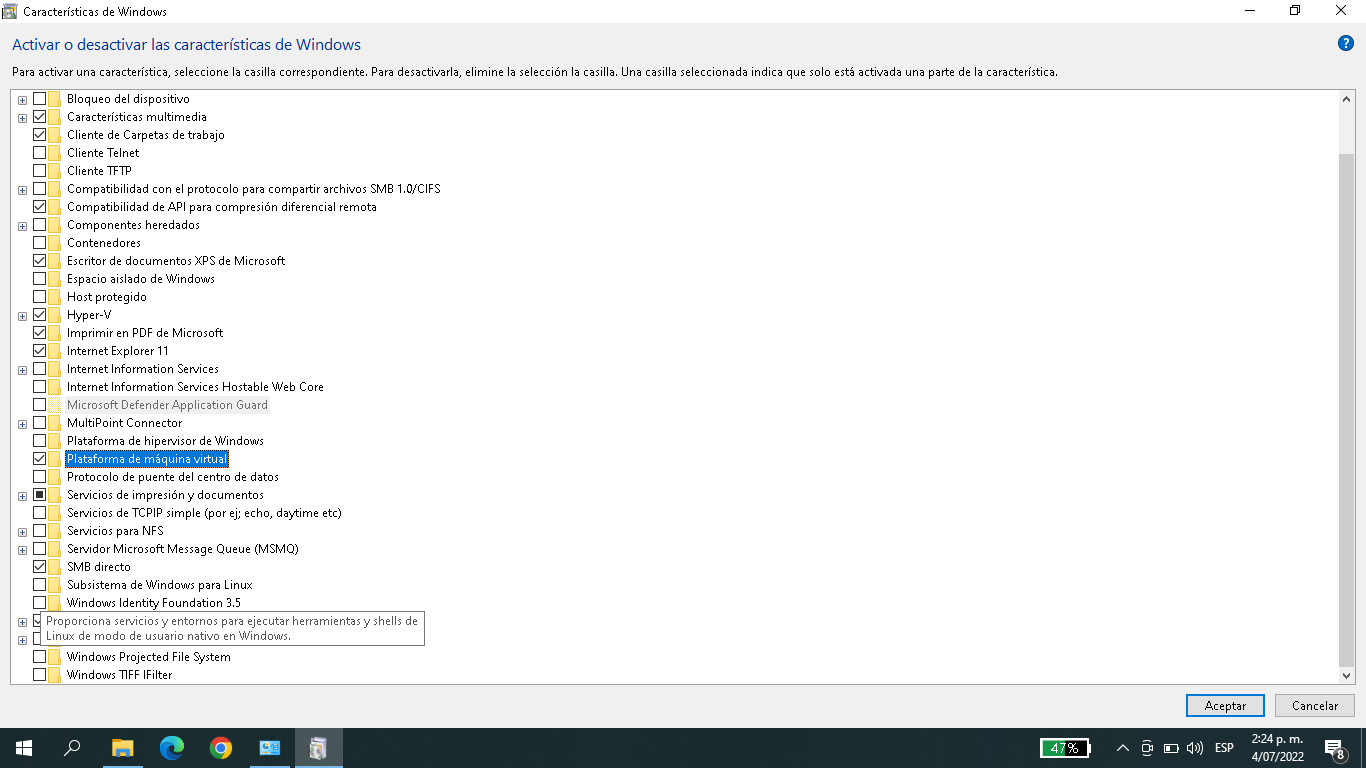 Características de Windows
Activar o desactivar las características de Windows
Para activar una característica, seleccione la casilla correspondiente. Para desactivarla, elimine la selección la casilla. Una casilla seleccionada indica que solo está activada una parte de la característica.
Bloqueo del dispositivo
Características multimedia
Cliente de Carpetas de trabajo
Cliente Telnet
Cliente TFTP
Compatibilidad con el protocolo para compartir archivos SMB 1.0/CIFS
Compatibilidad de API para compresión diferencial remota
Componentes heredados
Contenedores
Escritor de documentos XPS de Microsoft
Espacio aislado de Windows
Host protegido
Hyper-V
Imprimir en PDF de Microsoft
Internet Explorer 11
Internet Information Services
Internet Information Services Hostable Web Core
Microsoft Defender Application Guard
MultiPoint Connector
Plataforma de hipervisor de Windows
Plataforma de máquina virtual
Protocolo de puente del centro de datos
Servicios de impresión y documentos
Servicios de TCPIP simple (por ej; echo, daytime etc)
Servicios para NFS
Servidor Microsoft Message Queue (MSMQ)
SMB directo
Subsistema de Windows para Linux
Windows Identity Foundation 3.5
Proporciona servicios y entornos para ejecutar herramientas y shells de
Linux de modo de usuario nativo en Windows.
Windows Projected File System
Windows TIFF IFilter
Aceptar
Cancelar
47%
ESP
2:24 p. m.
4/07/2022
8